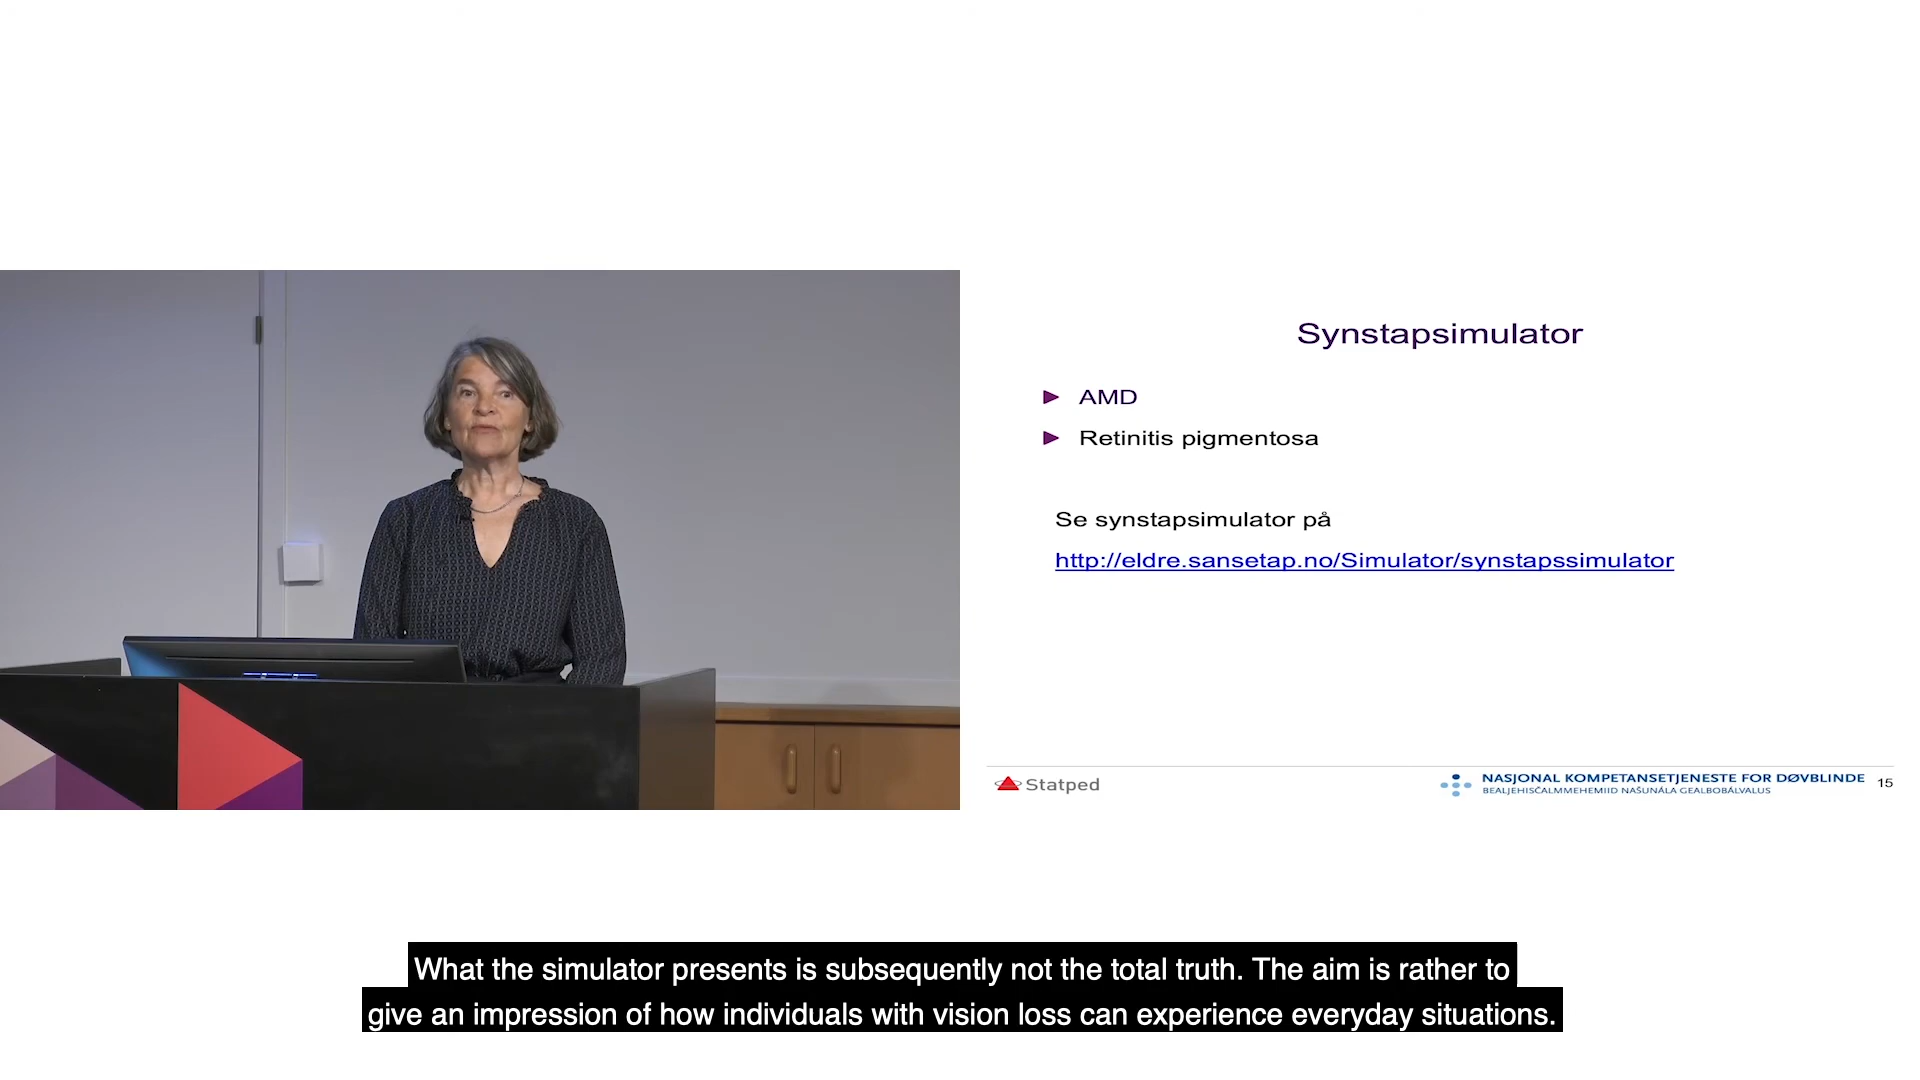 Synstapsimulator
AMD
Retinitis pigmentosa
Se synstapsimulator på
http://eldre.sansetap.no/Simulator/synstapssimulator
Statped
NASJONAL KOMPETANSETJENESTE FOR DØVBLINDE
BEALJEHISČALMMEHEMIID NAŠUNÁLA GEALBOBÁLVALUS
15
What the simulator presents is subsequently not the total truth. The aim is rather to
give an impression of how individuals with vision loss can experience everyday situations.